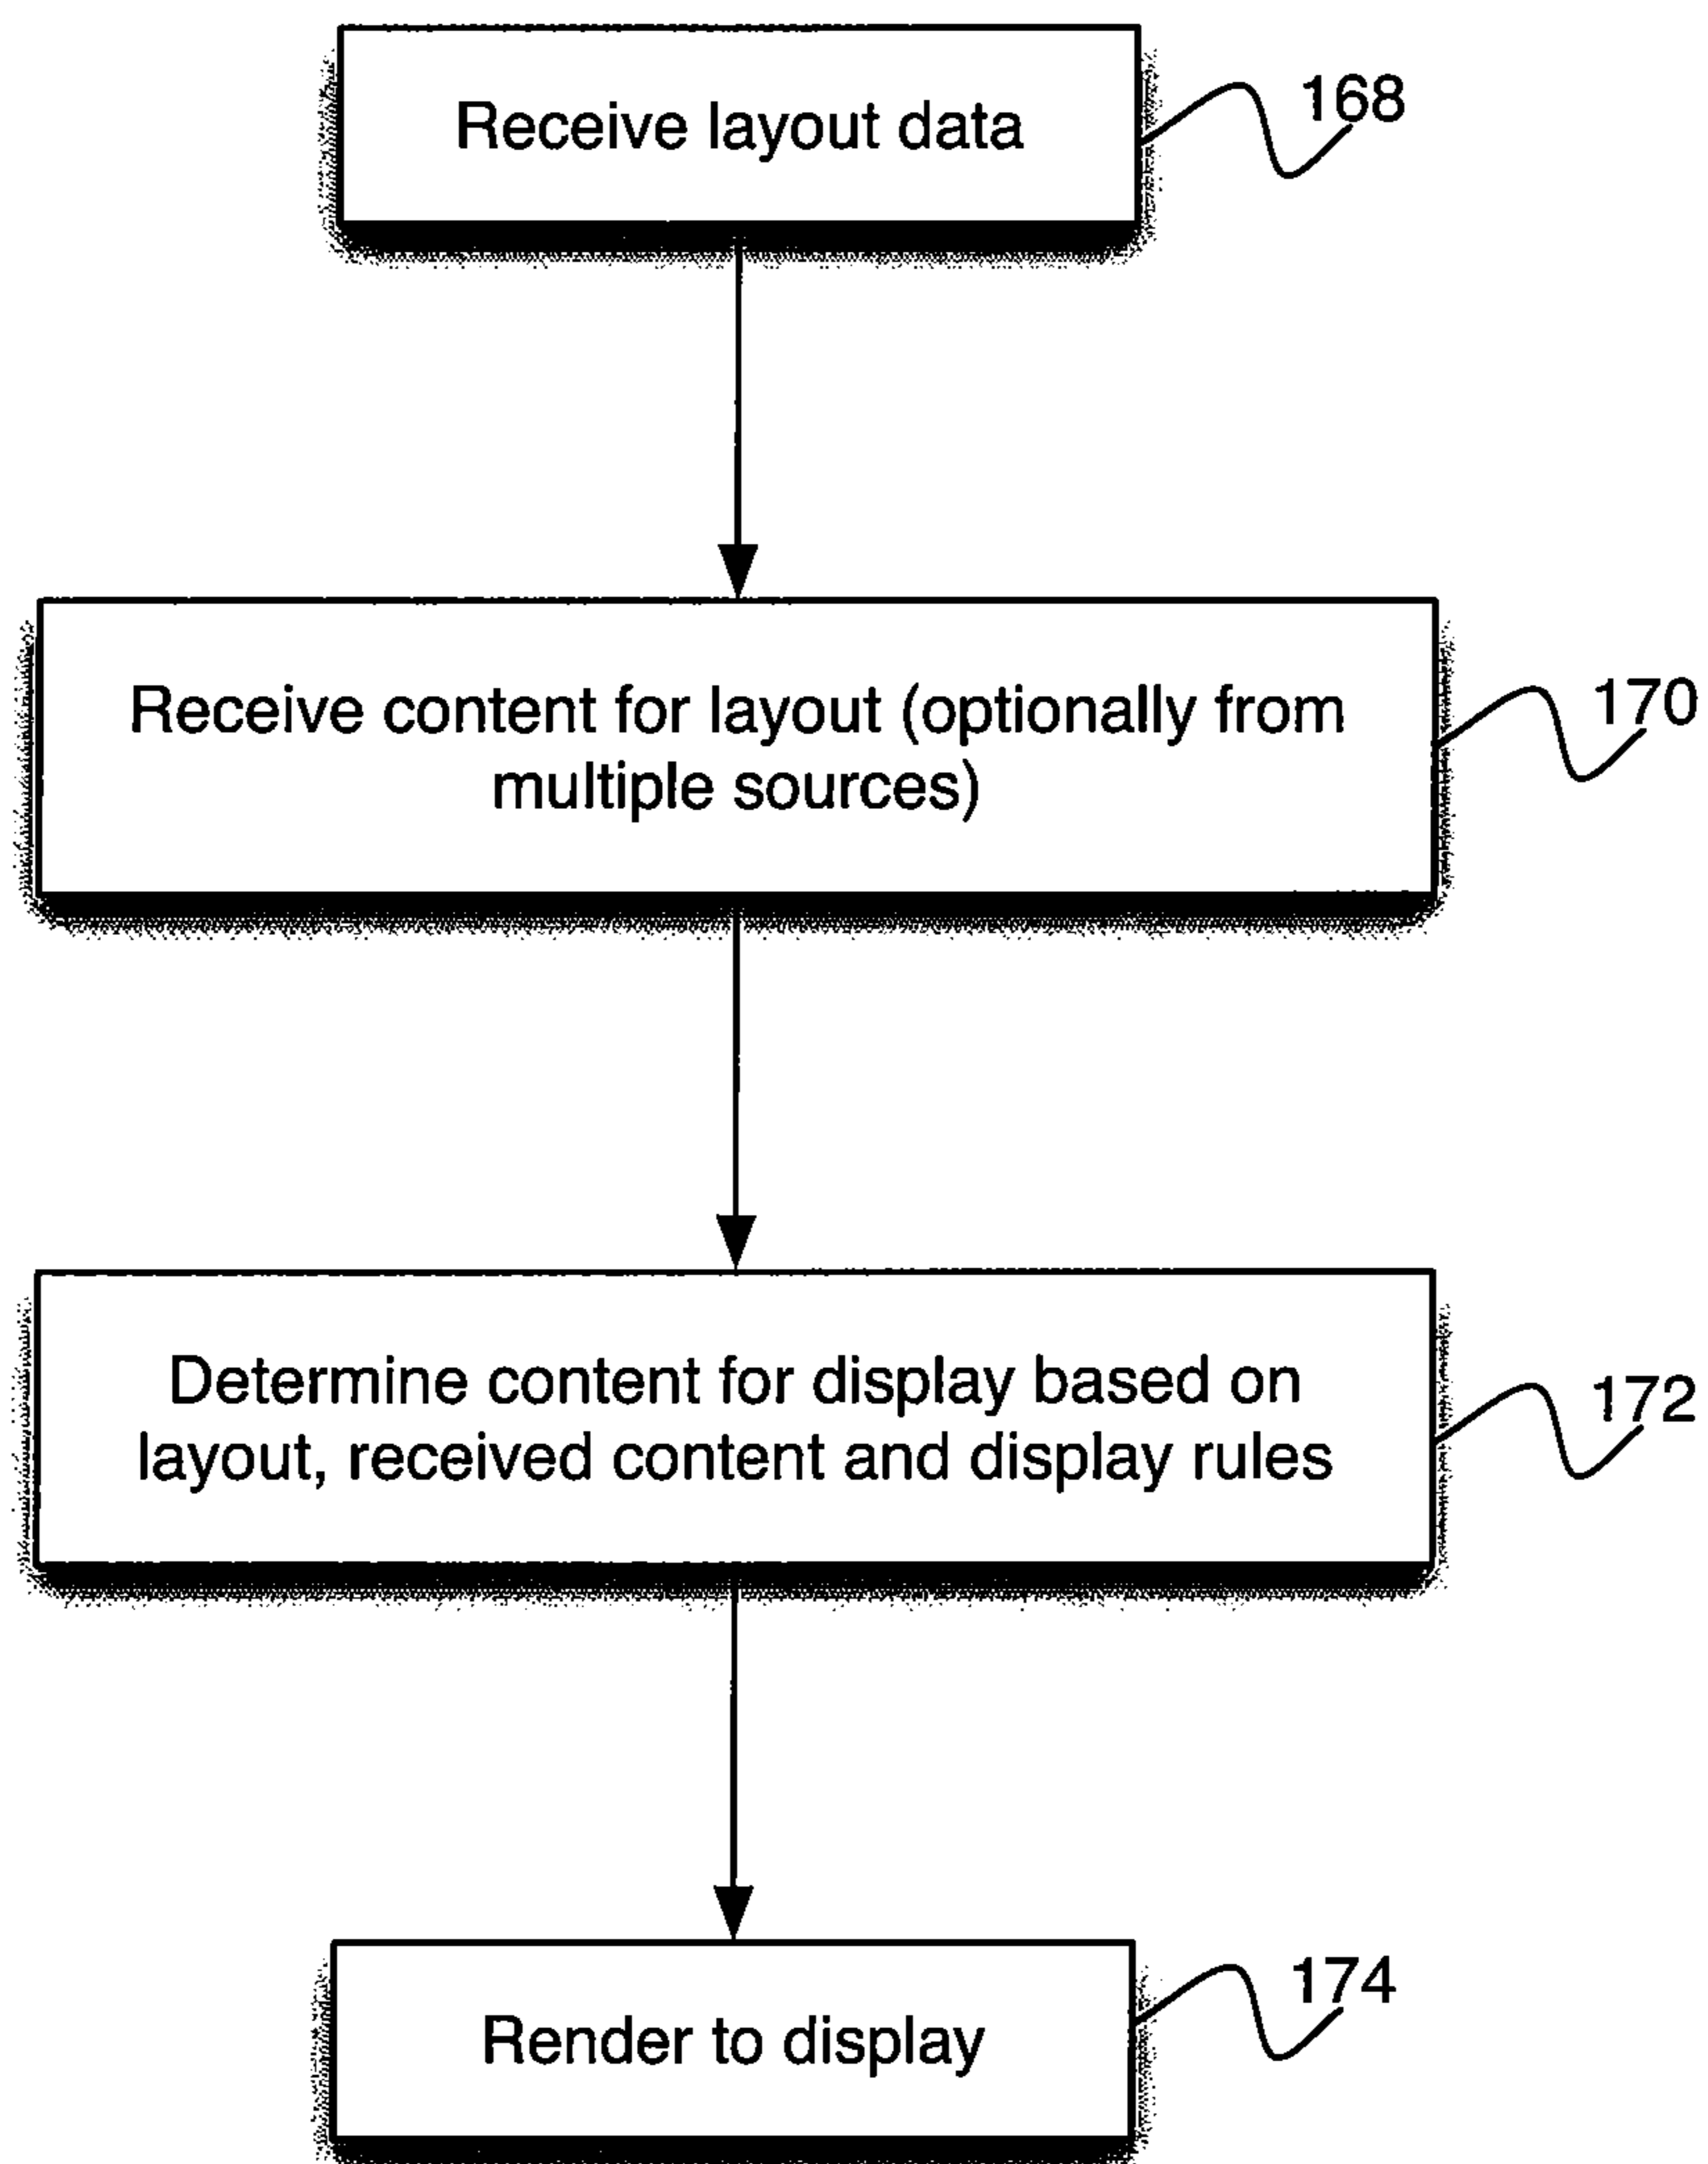 Receive layout data
168
Receive content for layout (optionally from
multiple sources)
170
Determine content for display based on
layout, received content and display rules
172
Render to display
174